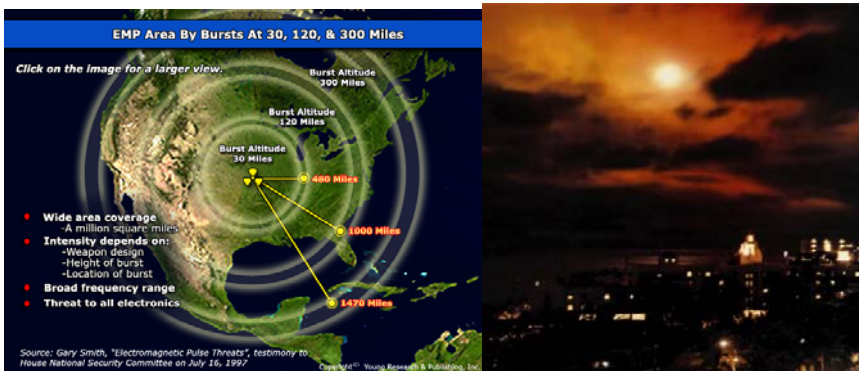 EMP Area By Bursts At 30, 120, & 300 Miles
Click on the image for a larger view.
Burst Altitude
300 Miles
Burst Altitude
120 Miles
Burst Altitude
30 Miles
480 Miles
1000 Miles
1470 Miles
Wide area coverage
-A million square miles
Intensity depends on:
-Weapon design
-Height of burst
-Location of burst
Broad frequency range
Threat to all electronics
Source: Gary Smith, "Electromagnetic Pulse Threats", testimony to
House National Security Committee on July 16, 1997
Copyright© Young Research & Publishing, Inc.